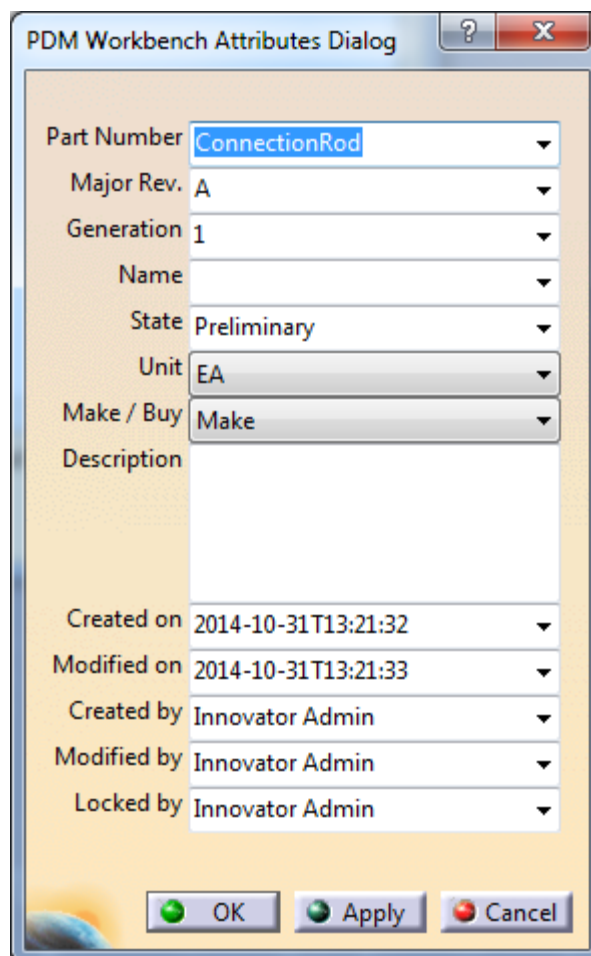 PDM Workbench Attributes Dialog
?
Part Number ConnectionRod
Major Rev. A
Generation 1
Name
State Preliminary
Unit EA
Make / Buy Make
Description
Created on 2014-10-31T13:21:32
Modified on 2014-10-31T13:21:33
Created by Innovator Admin
Modified by Innovator Admin
Locked by Innovator Admin
OK Apply Cancel